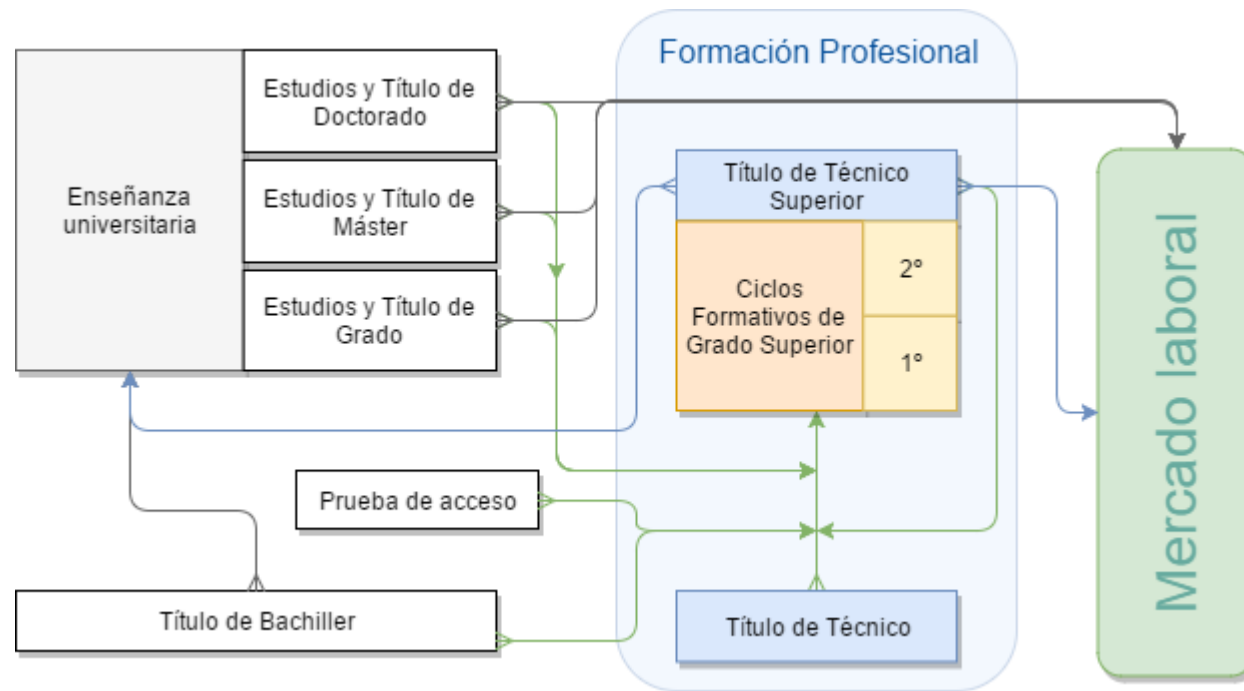 Formación Profesional
Estudios y Título de
Doctorado
Enseñanza
universitaria
Estudios y Título de
Máster
Estudios y Título de
Grado
Título de Técnico
Superior
Ciclos
Formativos de
Grado Superior
2º
1º
Mercado laboral
Prueba de acceso
Título de Bachiller
Título de Técnico